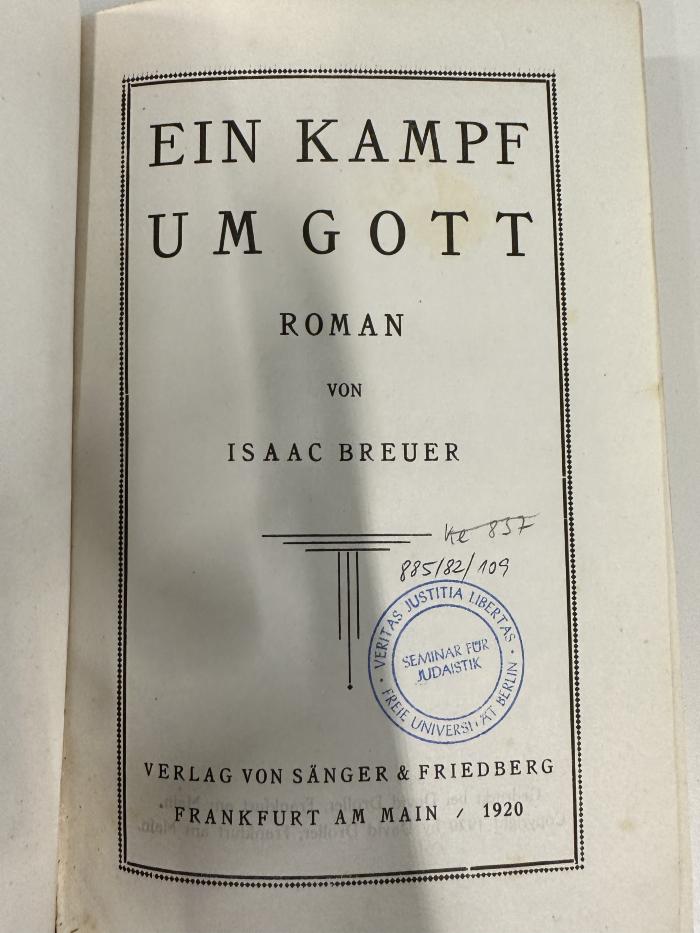 EIN KAMPF
UM GOTT
ROMAN
VON
ISAAC BREUER
Ke 837
885/82/109
VERITAS JUSTITIA LIBERTAS
SEMINAR FÜR
JUDAISTIK
FREIE UNIVERSITÄT BERLIN
VERLAG VON SÄNGER & FRIEDBERG
FRANKFURT AM MAIN / 1920